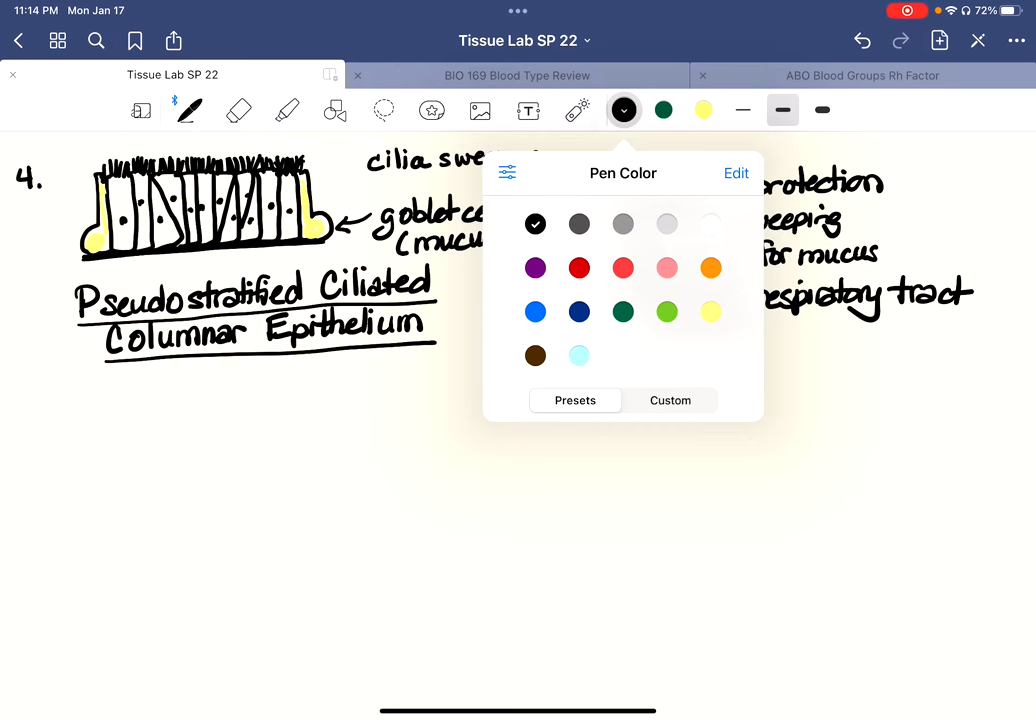 11:14 PM Mon Jan 17
72%
Tissue Lab SP 22
Tissue Lab SP 22
BIO 169 Blood Type Review
ABO Blood Groups Rh Factor
T
Pen Color
Edit
Presets
Custom
4.
cilia swe
goblet ce
(mucu
Pseudostratified Ciliated
Columnar Epithelium
protection
eeping
for mucus
respiratory tract